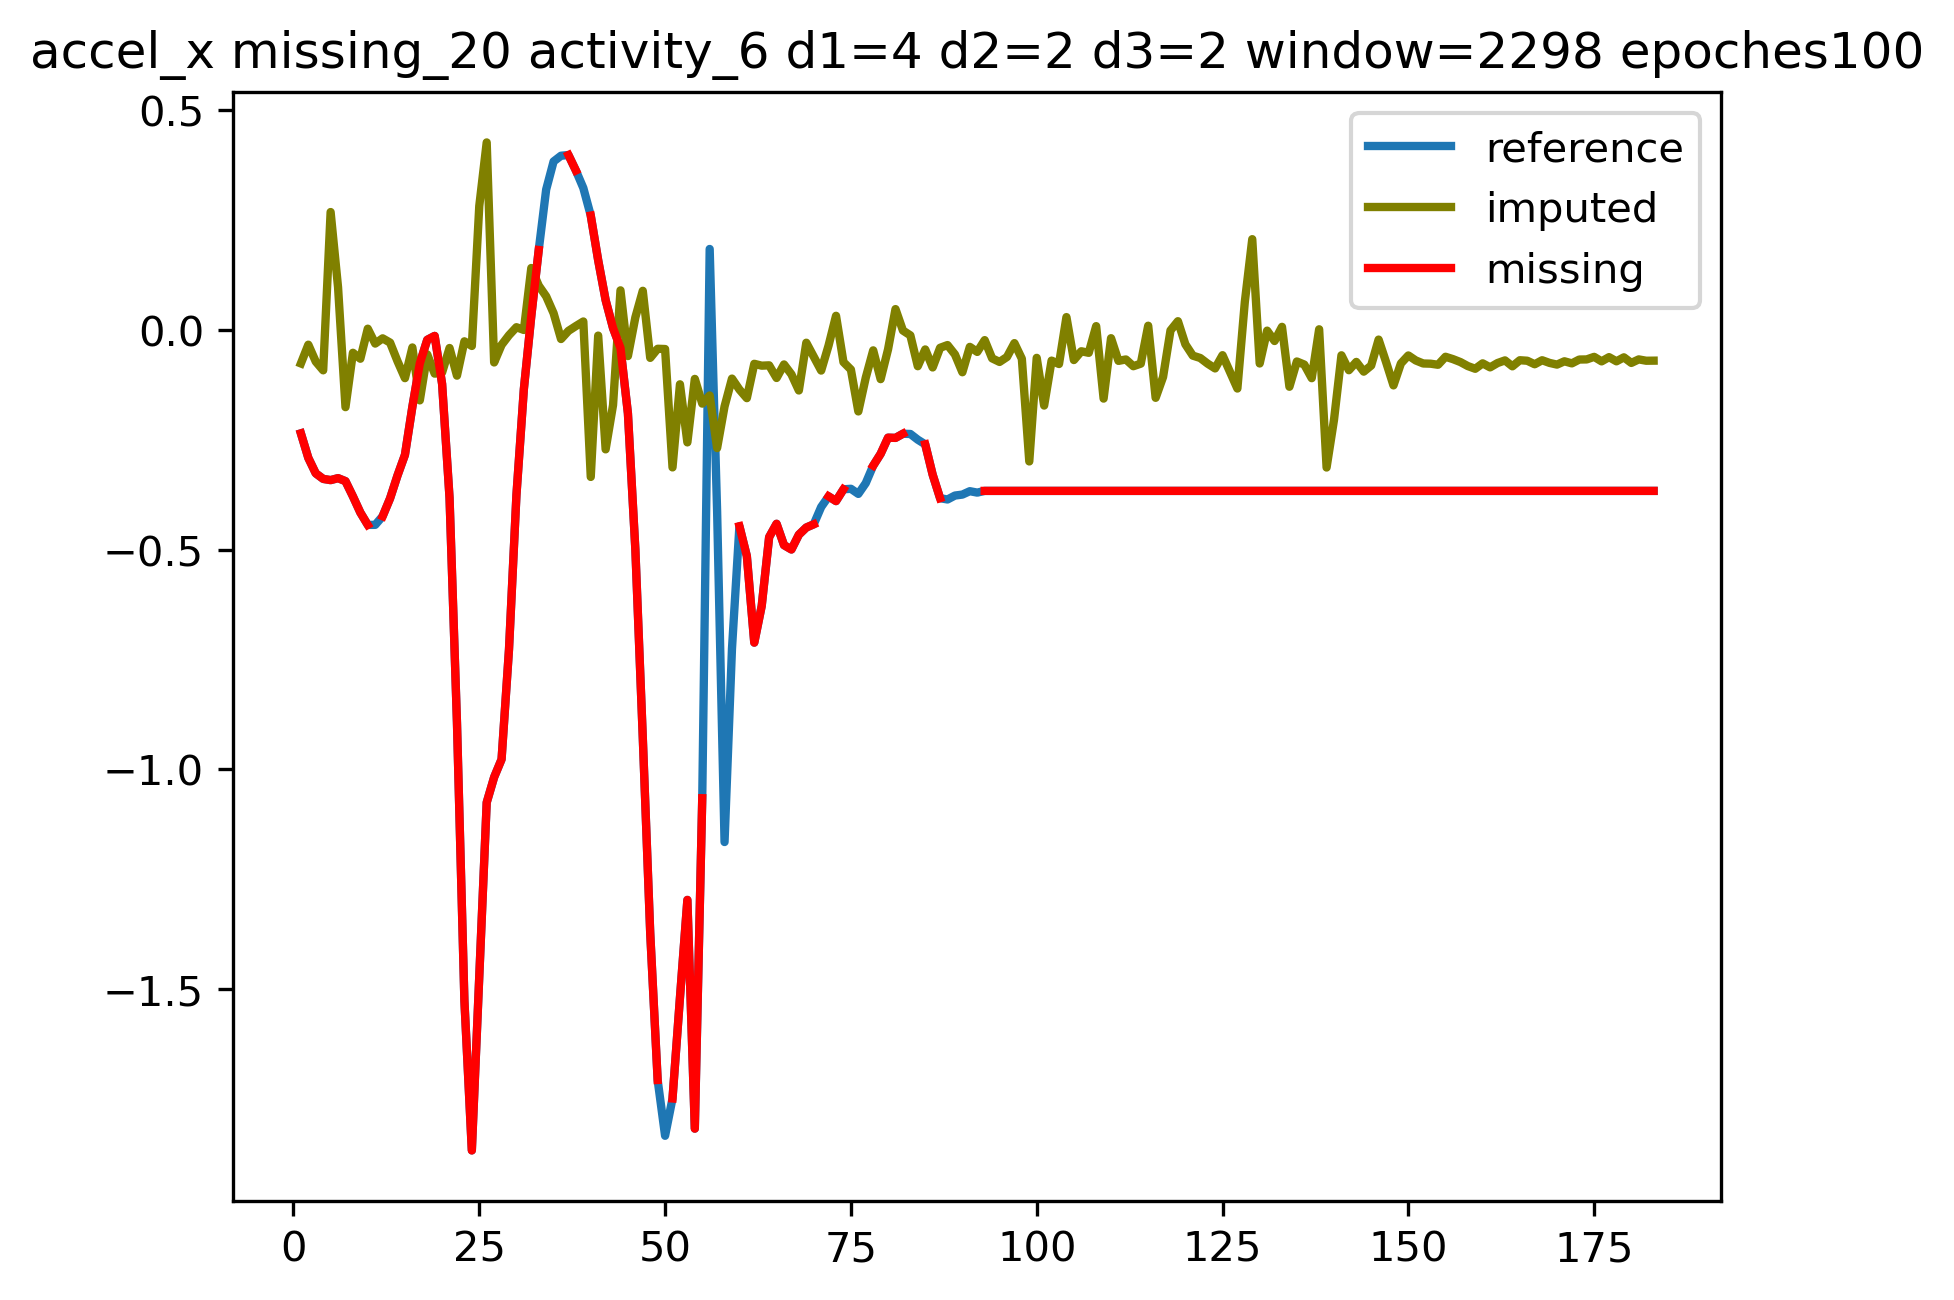 accel_x missing_20 activity_6 d1=4 d2=2 d3=2 window=2298 epoches100
reference
imputed
missing
0.5
0.0
−0.5
−1.0
−1.5
0 25 50 75 100 125 150 175